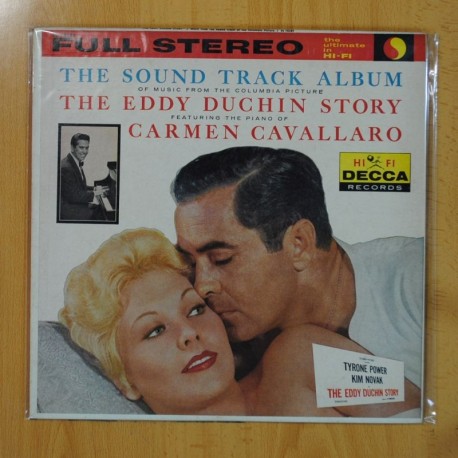 FULL STEREO
the ultimate in HI-FI
THE SOUND TRACK ALBUM
OF MUSIC FROM THE COLUMBIA PICTURE
THE EDDY DUCHIN STORY
FEATURING THE PIANO OF
CARMEN CAVALLARO
HI FI
DECCA
RECORDS
TYRONE POWER
KIM NOVAK
THE EDDY DUCHIN STORY